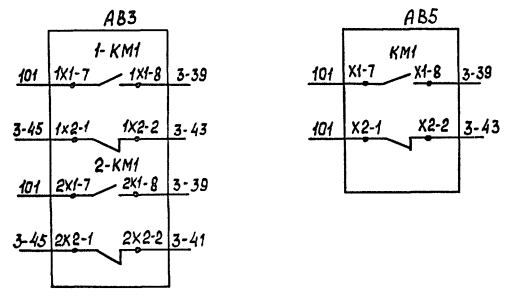 АВ3
1-КМ1
101 1Х1-7 1Х1-8 3-39
3-45 1Х2-1 1Х2-2 3-43
2-КМ1
101 2Х1-7 2Х1-8 3-39
3-45 2Х2-1 2Х2-2 3-41
АВ5
КМ1
101 Х1-7 Х1-8 3-39
101 Х2-1 Х2-2 3-43